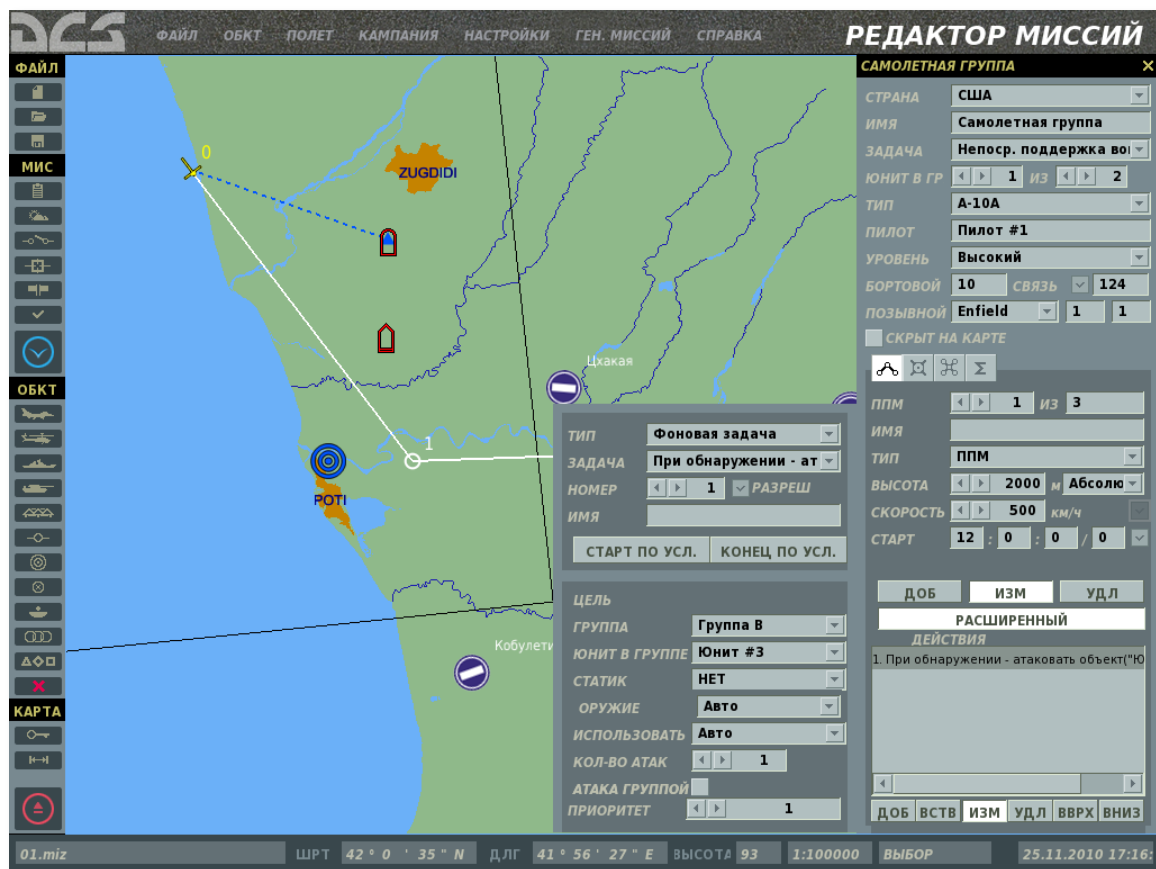 DCS ФАЙЛ ОБКТ ПОЛЕТ КАМПАНИЯ НАСТРОЙКИ ГЕН. МИССИЙ СПРАВКА РЕДАКТОР МИССИЙ
ФАЙЛ
МИС
ОБКТ
КАРТА
0
ZUGDIDI
Цхакая
1
POTI
Кобулети
САМОЛЕТНАЯ ГРУППА ×
СТРАНА США
ИМЯ Самолетная группа
ЗАДАЧА Непоср. поддержка во
ЮНИТ В ГР 1 ИЗ 2
ТИП A-10A
ПИЛОТ Пилот #1
УРОВЕНЬ Высокий
БОРТОВОЙ 10 СВЯЗЬ 124
ПОЗЫВНОЙ Enfield 1 1
СКРЫТ НА КАРТЕ
Σ
ППМ 1 ИЗ 3
ИМЯ
ТИП ППМ
ВЫСОТА 2000 м Абсолю
СКОРОСТЬ 500 км/ч
СТАРТ 12 : 0 : 0 / 0
ДОБ ИЗМ УДЛ
РАСШИРЕННЫЙ
ДЕЙСТВИЯ
1. При обнаружении - атаковать объект("Ю
ДОБ ВСТВ ИЗМ УДЛ ВВРХ ВНИЗ
ТИП Фоновая задача
ЗАДАЧА При обнаружении - ат
НОМЕР 1 РАЗРЕШ
ИМЯ
СТАРТ ПО УСЛ. КОНЕЦ ПО УСЛ.
ЦЕЛЬ
ГРУППА Группа В
ЮНИТ В ГРУППЕ Юнит #3
СТАТИК НЕТ
ОРУЖИЕ Авто
ИСПОЛЬЗОВАТЬ Авто
КОЛ-ВО АТАК 1
АТАКА ГРУППОЙ
ПРИОРИТЕТ 1
01.miz ШРТ 42 ° 0 ' 35 " N ДЛГ 41 ° 56 ' 27 " E ВЫСОТА 93 1:100000 ВЫБОР 25.11.2010 17:16: